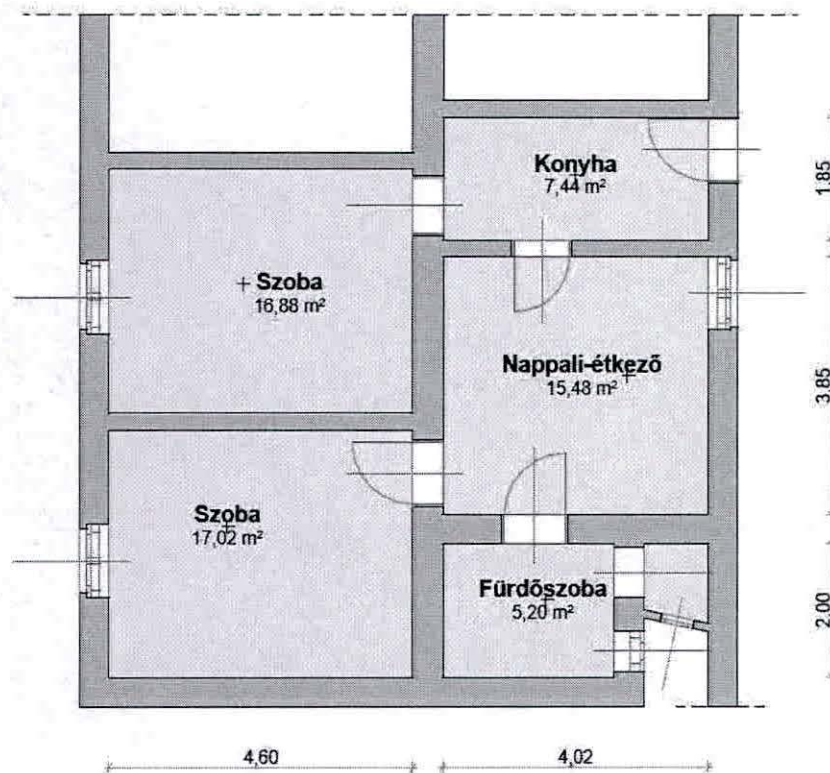 Konyha
7,44 m²
1.85
Szoba
16,88 m²
Nappali-étkező
15,48 m²
3.85
Szoba
17,02 m²
Fürdőszoba
5,20 m²
2.00
4,60
4,02